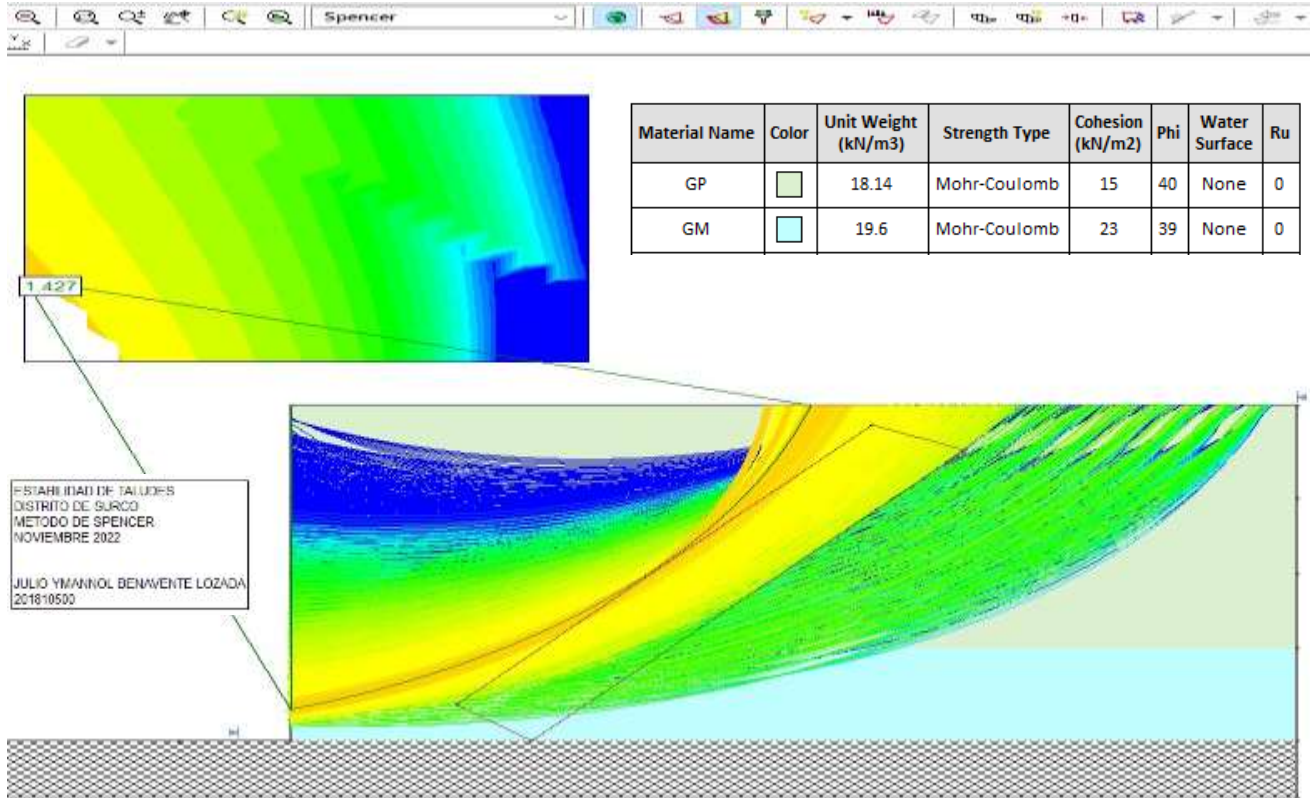 Spencer
Material Name Color Unit Weight (kN/m3) Strength Type Cohesion (kN/m2) Phi Water Surface Ru
GP 18.14 Mohr-Coulomb 15 40 None 0
GM 19.6 Mohr-Coulomb 23 39 None 0
1.427
ESTABILIDAD DE TALUDES
DISTRITO DE SURCO
METODO DE SPENCER
NOVIEMBRE 2022
JULIO YMANNOL BENAVENTE LOZADA
201810500